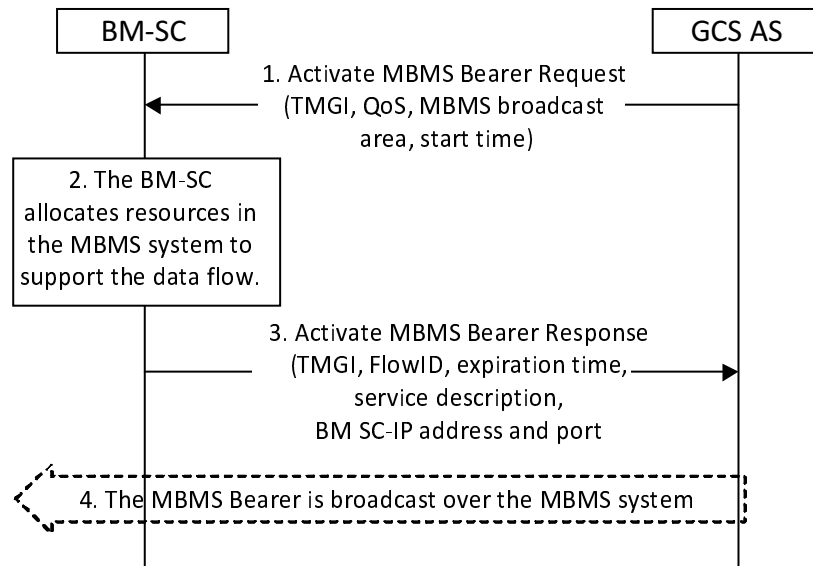 BM-SC
GCS AS
1. Activate MBMS Bearer Request
(TMGI, QoS, MBMS broadcast
area, start time)
2. The BM-SC
allocates resources in
the MBMS system to
support the data flow.
3. Activate MBMS Bearer Response
(TMGI, FlowID, expiration time,
service description,
BM SC-IP address and port
4. The MBMS Bearer is broadcast over the MBMS system